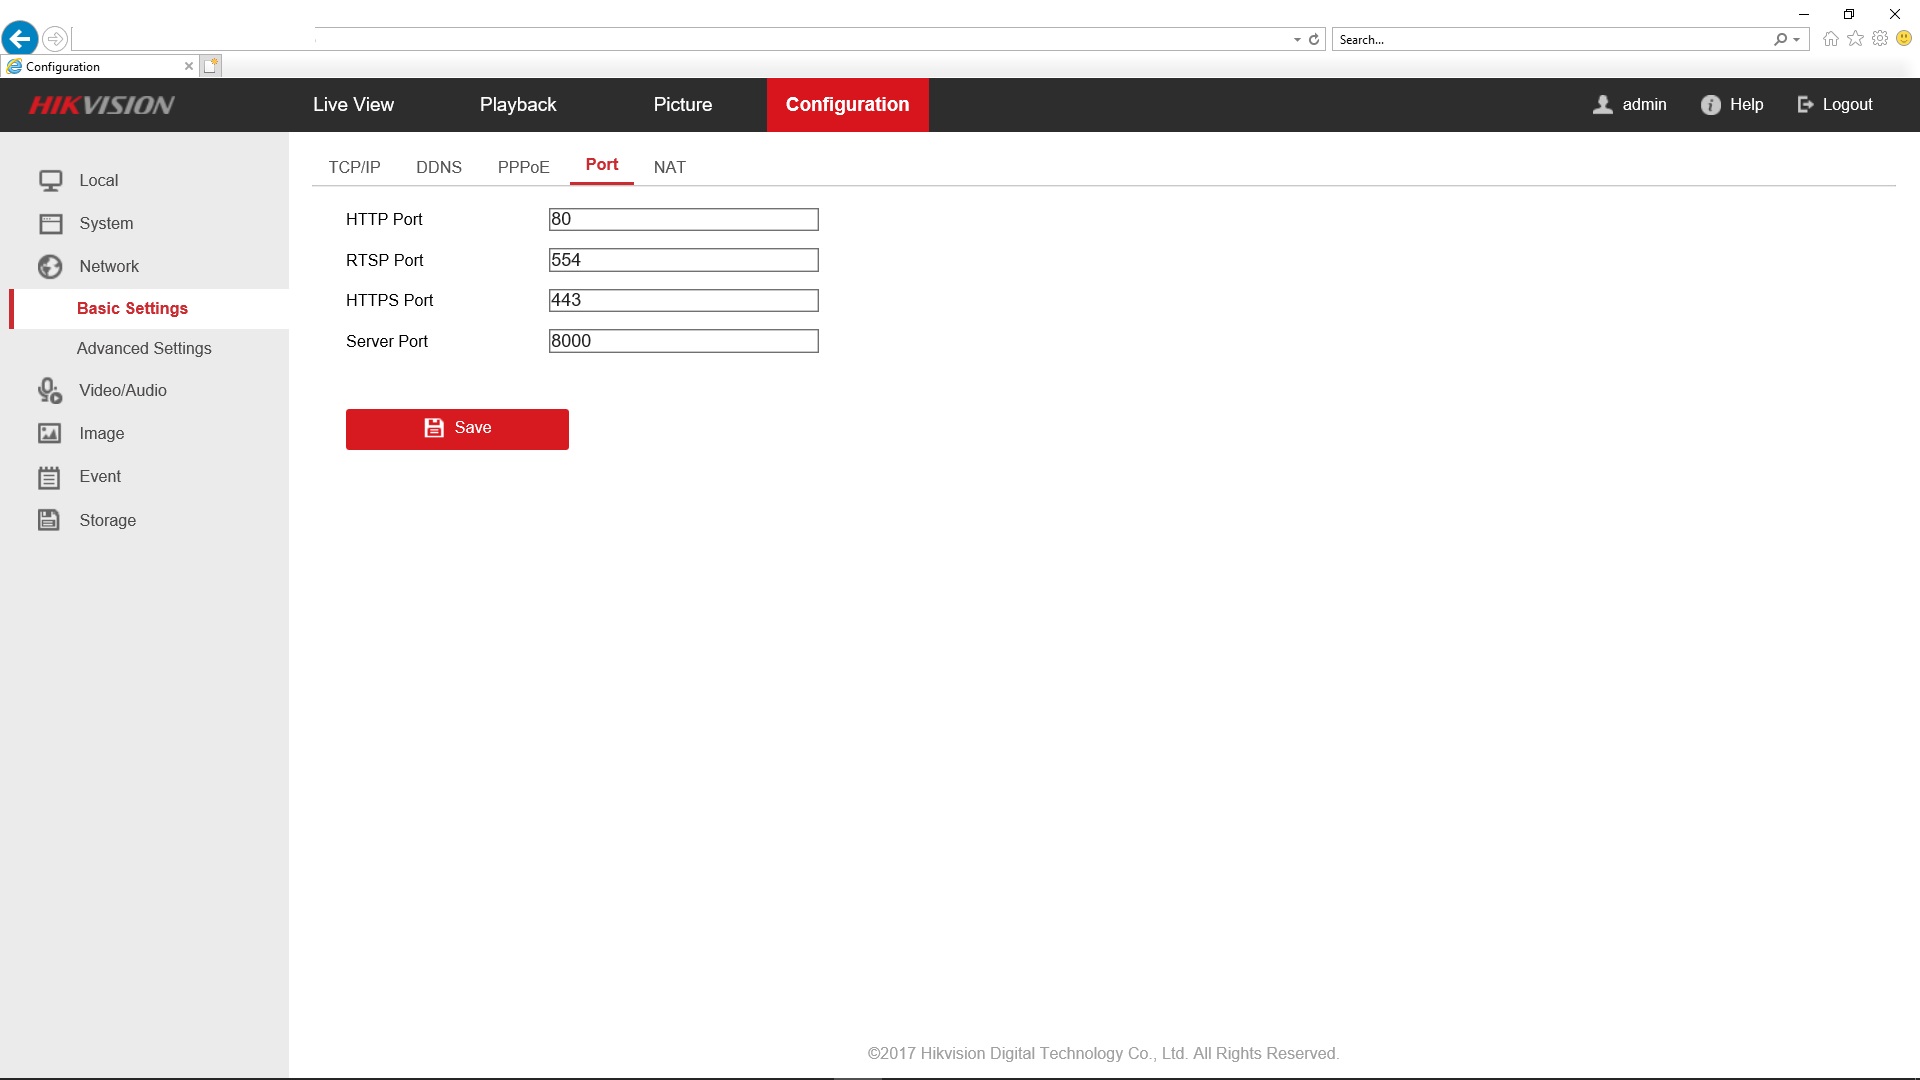 Search...
Configuration
HIKVISION Live View Playback Picture Configuration admin Help Logout
TCP/IP DDNS PPPoE Port NAT
Local
System
Network
Basic Settings
Advanced Settings
Video/Audio
Image
Event
Storage
HTTP Port 80
RTSP Port 554
HTTPS Port 443
Server Port 8000
Save
©2017 Hikvision Digital Technology Co., Ltd. All Rights Reserved.